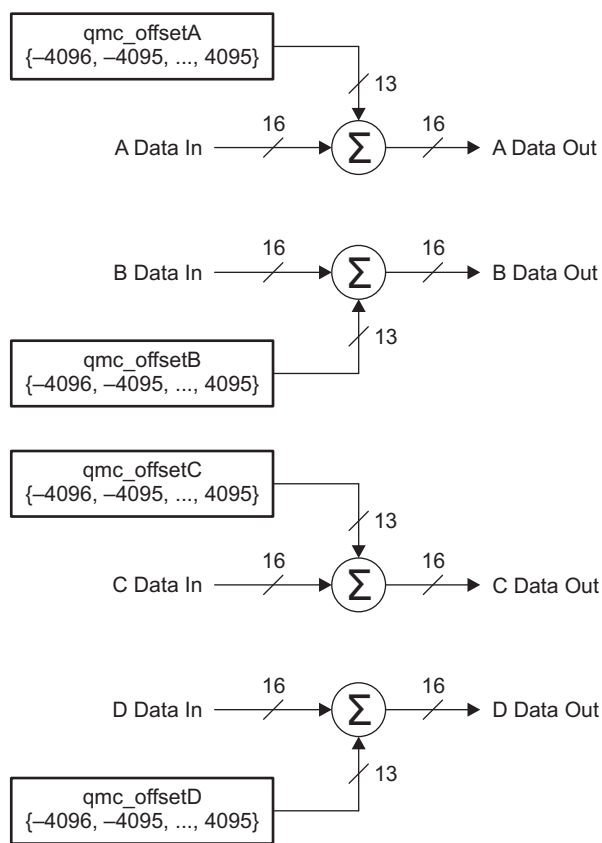 qmc_offsetA
{–4096, –4095, ..., 4095}
13
A Data In
16
Σ
16
A Data Out
B Data In
16
Σ
16
B Data Out
13
qmc_offsetB
{–4096, –4095, ..., 4095}
qmc_offsetC
{–4096, –4095, ..., 4095}
13
C Data In
16
Σ
16
C Data Out
D Data In
16
Σ
16
D Data Out
13
qmc_offsetD
{–4096, –4095, ..., 4095}